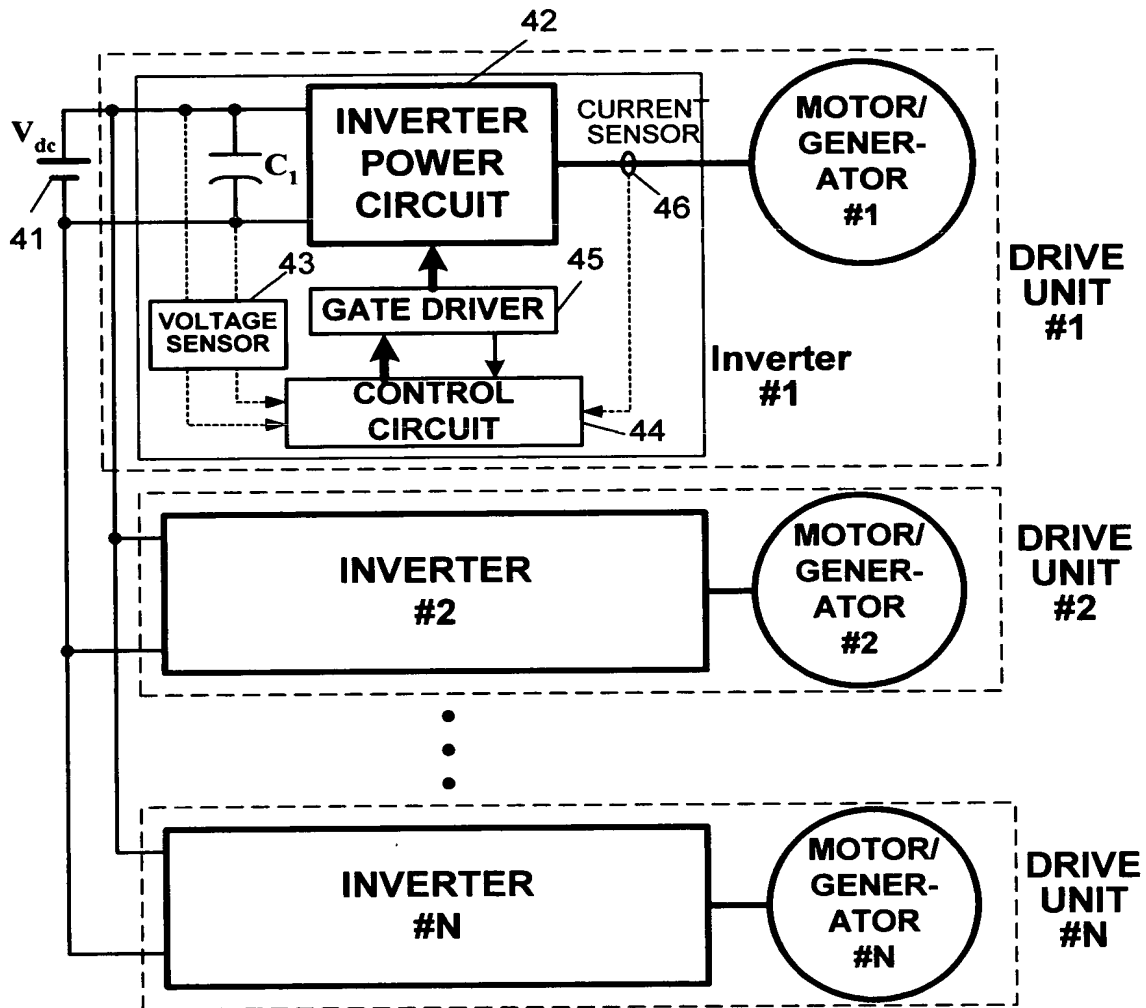 42
V_dc
41
C_1
INVERTER
POWER
CIRCUIT
CURRENT
SENSOR
46
MOTOR/
GENER-
ATOR
#1
43
VOLTAGE
SENSOR
45
GATE DRIVER
CONTROL
CIRCUIT
44
Inverter
#1
DRIVE
UNIT
#1
INVERTER
#2
MOTOR/
GENER-
ATOR
#2
DRIVE
UNIT
#2
INVERTER
#N
MOTOR/
GENER-
ATOR
#N
DRIVE
UNIT
#N